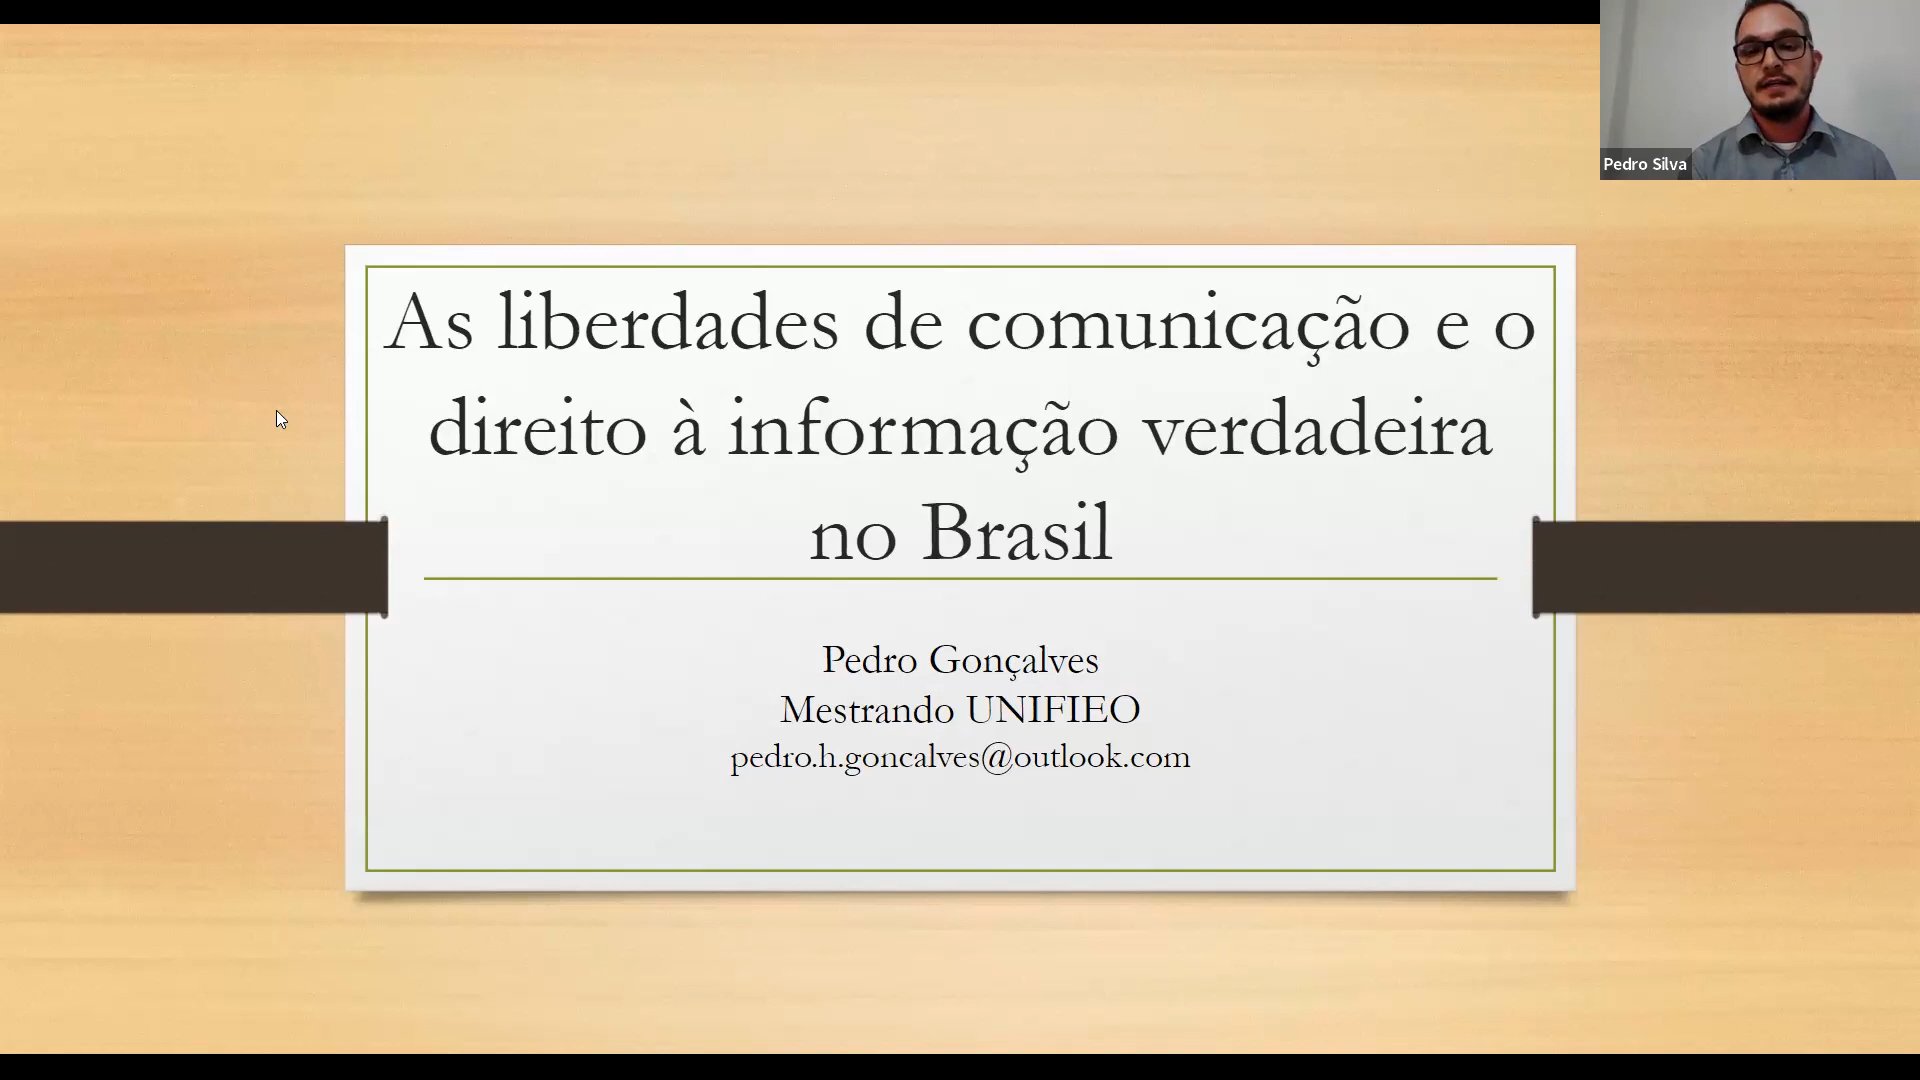 Pedro Silva
As liberdades de comunicação e o
direito à informação verdadeira
no Brasil
Pedro Gonçalves
Mestrando UNIFIEO
pedro.h.goncalves@outlook.com